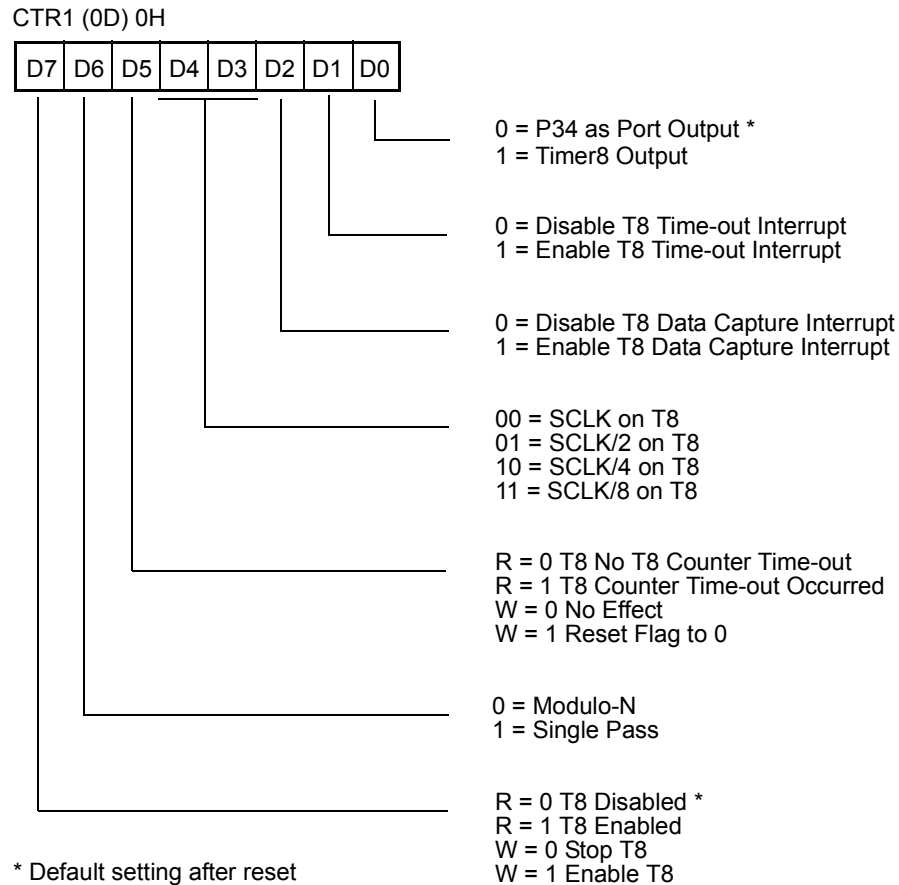 CTR1 (0D) 0H
D7 D6 D5 D4 D3 D2 D1 D0
0 = P34 as Port Output *
1 = Timer8 Output
0 = Disable T8 Time-out Interrupt
1 = Enable T8 Time-out Interrupt
0 = Disable T8 Data Capture Interrupt
1 = Enable T8 Data Capture Interrupt
00 = SCLK on T8
01 = SCLK/2 on T8
10 = SCLK/4 on T8
11 = SCLK/8 on T8
R = 0 T8 No T8 Counter Time-out
R = 1 T8 Counter Time-out Occurred
W = 0 No Effect
W = 1 Reset Flag to 0
0 = Modulo-N
1 = Single Pass
R = 0 T8 Disabled *
R = 1 T8 Enabled
W = 0 Stop T8
W = 1 Enable T8
* Default setting after reset